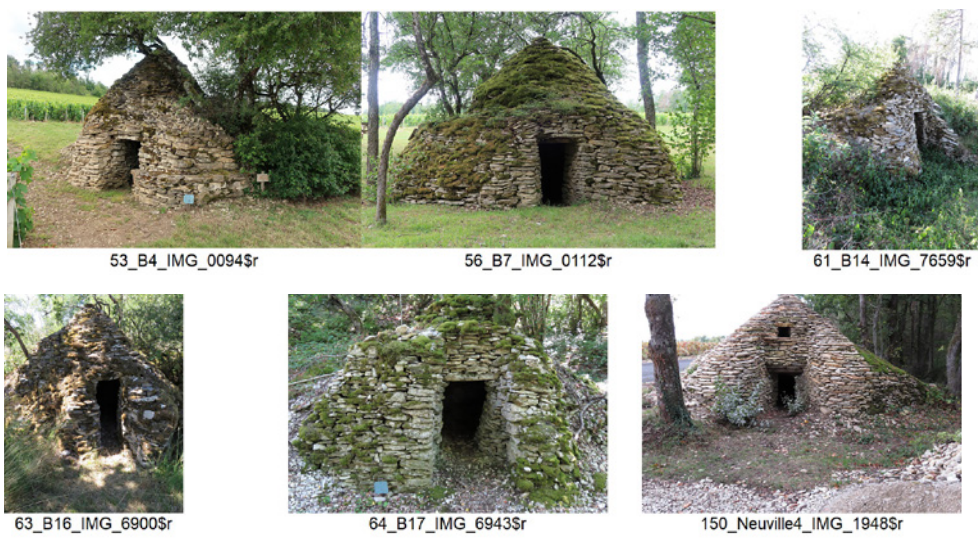 53_B4_IMG_0094$r
56_B7_IMG_0112$r
61_B14_IMG_7659$r
63_B16_IMG_6900$r
64_B17_IMG_6943$r
150_Neuville4_IMG_1948$r